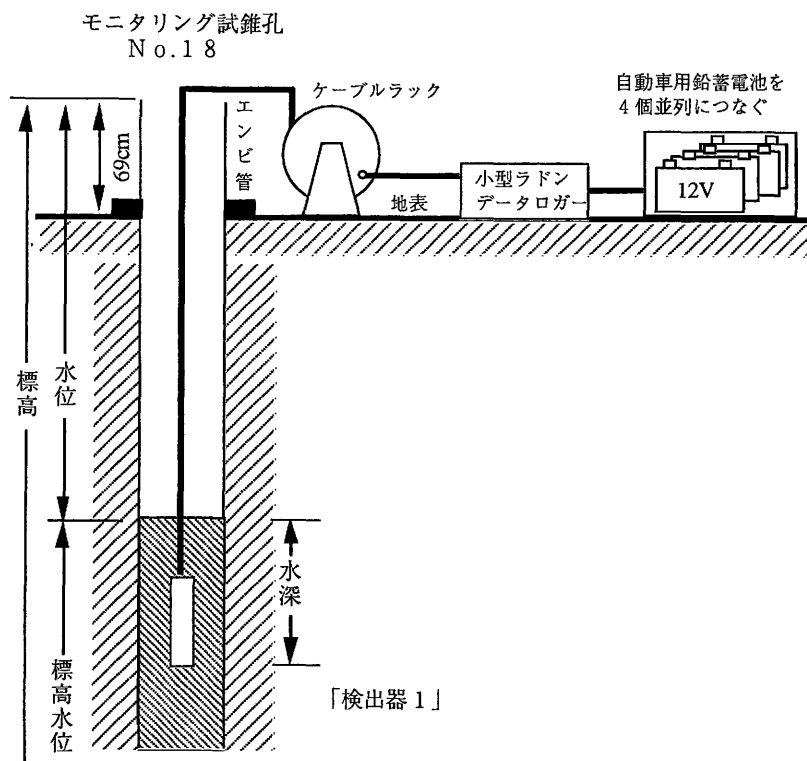 モニタリング試錐孔
No.18
ケーブルラック
自動車用鉛蓄電池を
4個並列につなぐ
エンビ管
69cm
小型ラドン
データロガー
12V
地表
標高
水位
水深
標高水位
「検出器1」